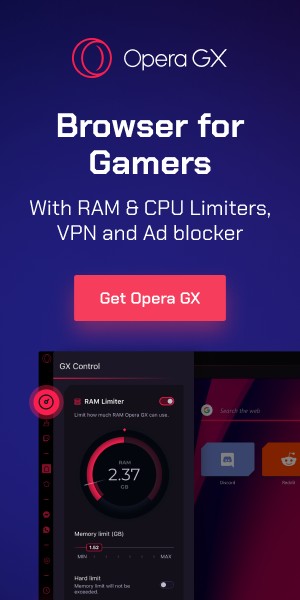 Opera GX
Browser for
Gamers
With RAM & CPU Limiters,
VPN and Ad blocker
Get Opera GX
GX Control
RAM Limiter
Limit how much RAM Opera GX can use.
RAM
2.37
GB
Memory limit (GB)
1.52
MIN
MAX
Hard limit
Memory limit will not be
exceeded.
G
Search the web
Discord
Reddit